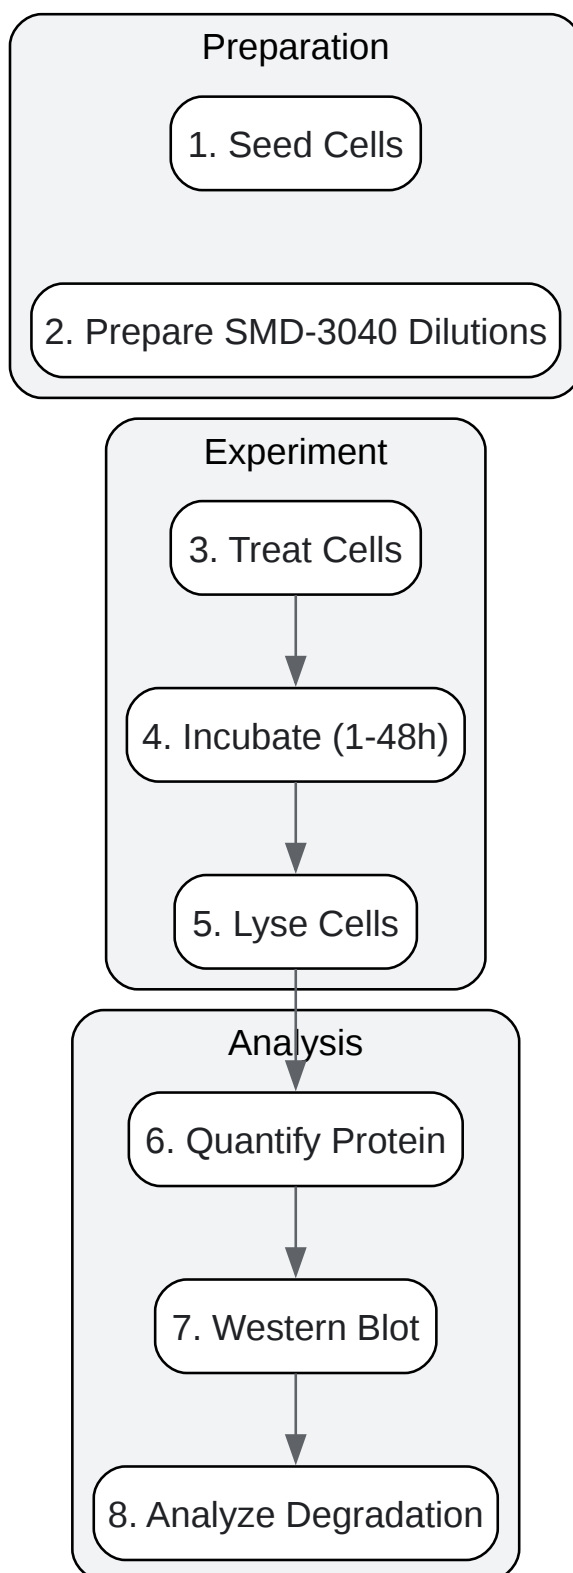 Preparation
1. Seed Cells
2. Prepare SMD-3040 Dilutions
Experiment
3. Treat Cells
4. Incubate (1-48h)
5. Lyse Cells
Analysis
6. Quantify Protein
7. Western Blot
8. Analyze Degradation